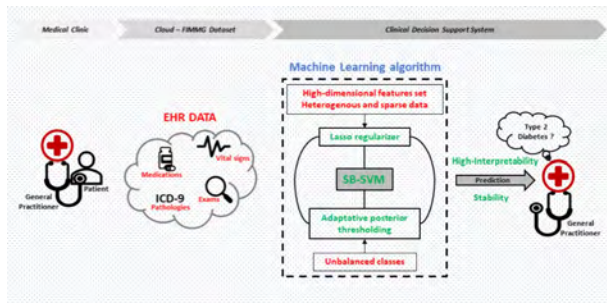 Medical Clinic
Cloud – FIMMG Dataset
Clinical Decision Support System
Machine Learning algorithm
High-dimensional features set
Heterogenous and sparse data
EHR DATA
Lasso regularizer
Type 2
Diabetes ?
Vital signs
Medications
High-Interpretability
SB-SVM
Prediction
ICD-9
Pathologies
Exams
Stability
Patient
General
Practitioner
Adaptative posterior
thresholding
General
Practitioner
Unbalanced classes